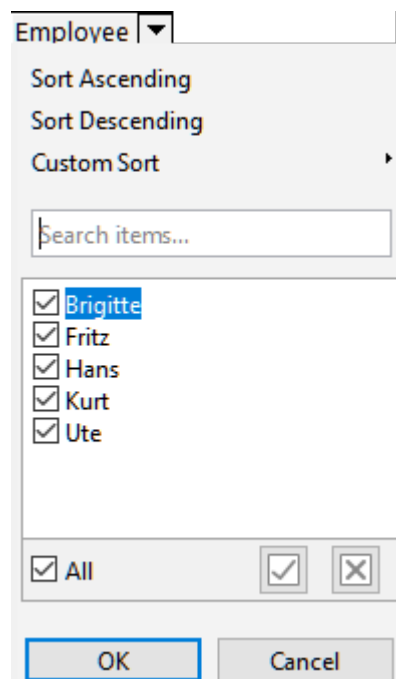 Employee
Sort Ascending
Sort Descending
Custom Sort
Search items...
Brigitte
Fritz
Hans
Kurt
Ute
All
OK Cancel